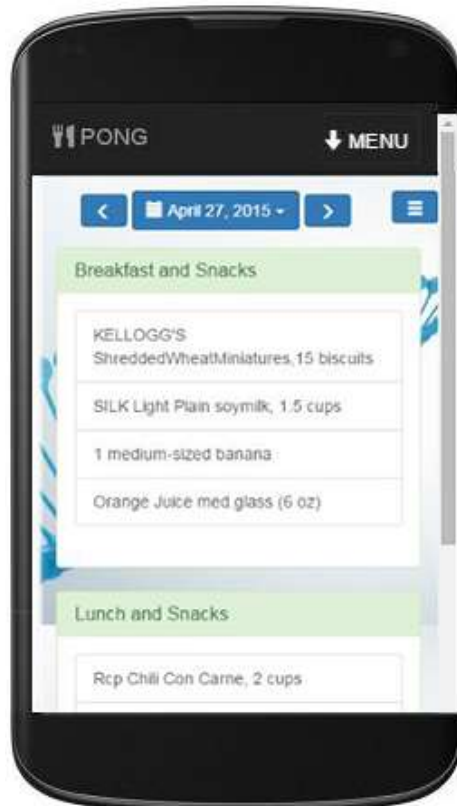 PONG
MENU
April 27, 2015
Breakfast and Snacks
KELLOGG'S
ShreddedWheatMiniatures,15 biscuits
SILK Light Plain soymilk, 1.5 cups
1 medium-sized banana
Orange Juice med glass (6 oz)
Lunch and Snacks
Rcp Chili Con Carne, 2 cups